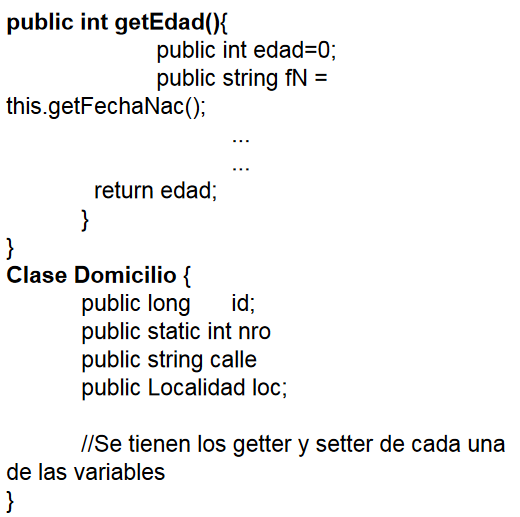 public int getEdad(){
public int edad=0;
public string fN =
this.getFechaNac();
...
...
return edad;
}
}
Clase Domicilio {
public long id;
public static int nro
public string calle
public Localidad loc;
//Se tienen los getter y setter de cada una
de las variables
}